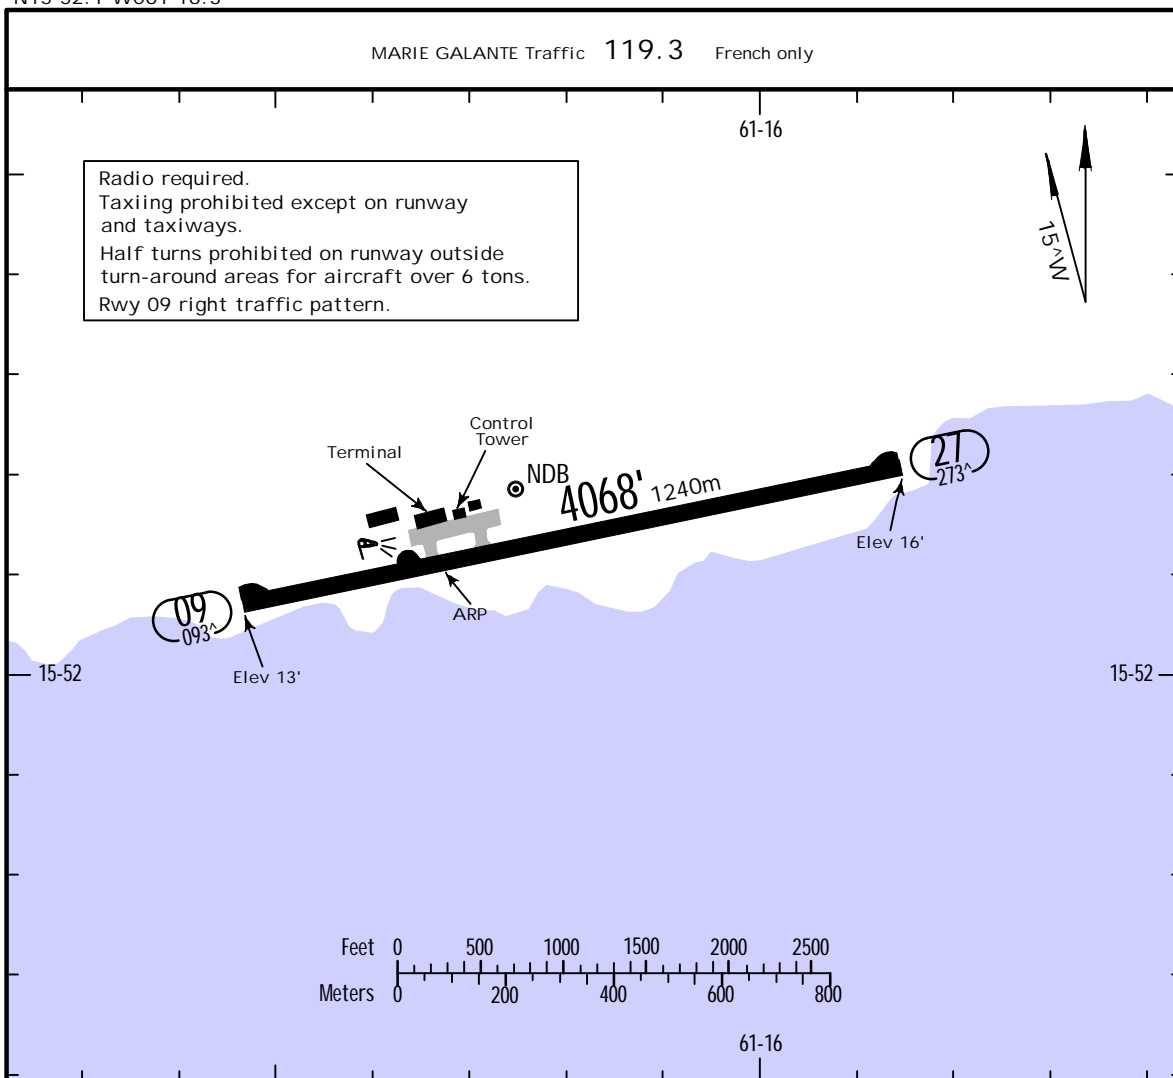 MARIE GALANTE Traffic 119.3 French only
61-16
Radio required.
Taxiing prohibited except on runway
and taxiways.
Half turns prohibited on runway outside
turn-around areas for aircraft over 6 tons.
Rwy 09 right traffic pattern.
15^W
Control
Tower
Terminal
NDB
4068' 1240m
27
273^
Elev 16'
09
093^
ARP
Elev 13'
15-52
15-52
Feet 0 500 1000 1500 2000 2500
Meters 0 200 400 600 800
61-16